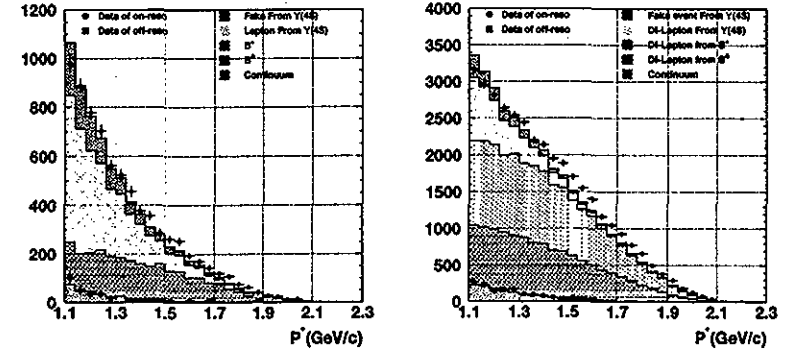 Data of on-reso
Data of off-reso
Fake From Y(4S)
Lepton From Y(4S)
B
B
Continuum
1200
1000
800
600
400
200
0
1.1
1.3
1.5
1.7
1.9
2.1
2.3
P*(GeV/c)
Data of on-reso
Data of off-reso
Fake event From Y(4S)
Di-Lepton From Y(4S)
Di-Lepton from B
Di-Lepton from B
Continuum
4000
3500
3000
2500
2000
1500
1000
500
0
1.1
1.3
1.5
1.7
1.9
2.1
2.3
P*(GeV/c)